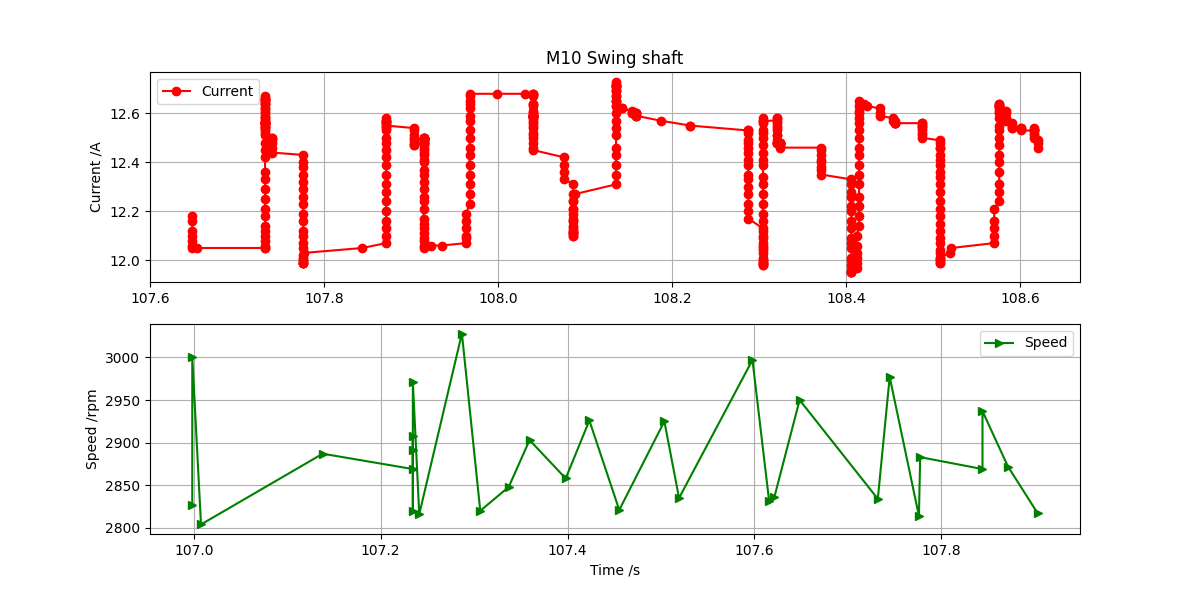 M10 Swing shaft
Current /A
12.6
12.4
12.2
12.0
Current
107.6 107.8 108.0 108.2 108.4 108.6
Speed /rpm
3000
2950
2900
2850
2800
Speed
107.0 107.2 107.4 107.6 107.8
Time /s